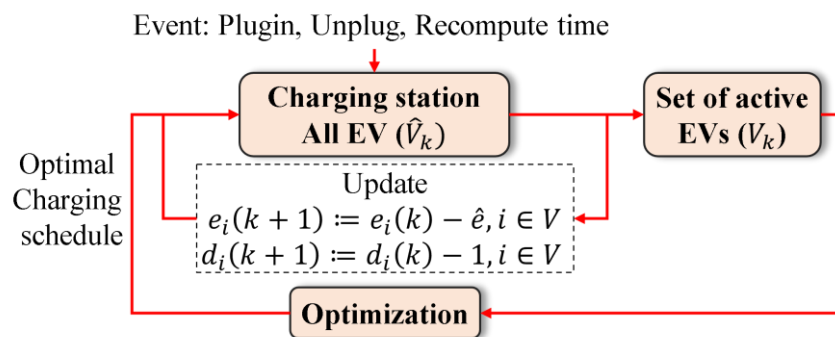 Event: Plugin, Unplug, Recompute time
Charging station
All EV (V̂ₖ)
Set of active
EVs (Vₖ)
Optimal
Charging
schedule
Update
eᵢ(k + 1) ≔ eᵢ(k) − ê, i ∈ V
dᵢ(k + 1) ≔ dᵢ(k) − 1, i ∈ V
Optimization